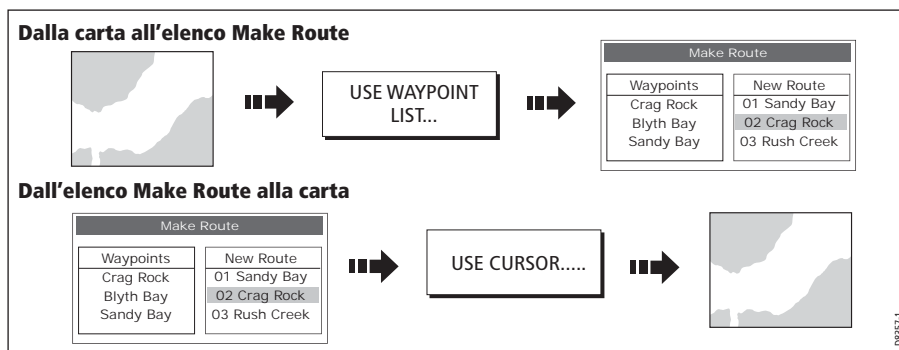 Dalla carta all'elenco Make Route
USE WAYPOINT
LIST...
Make Route
Waypoints
Crag Rock
Blyth Bay
Sandy Bay
New Route
01 Sandy Bay
02 Crag Rock
03 Rush Creek
Dall'elenco Make Route alla carta
Make Route
Waypoints
Crag Rock
Blyth Bay
Sandy Bay
New Route
01 Sandy Bay
02 Crag Rock
03 Rush Creek
USE CURSOR.....
D8357-1